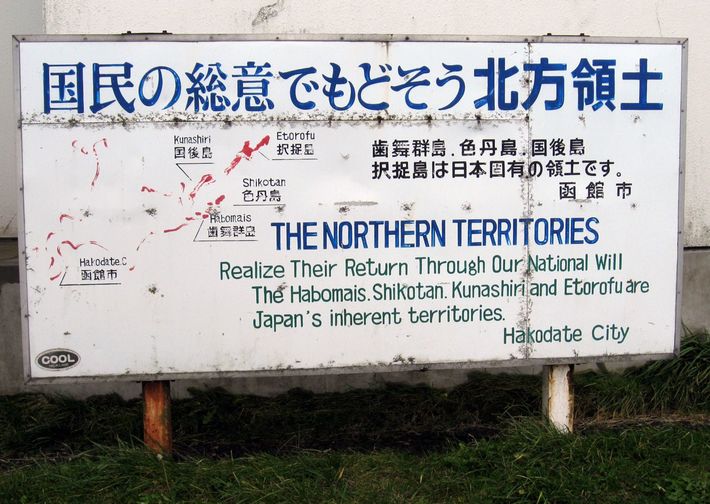 国民の総意でもどそう北方領土
Kunashiri
国後島
Etorofu
択捉島
Shikotan
色丹島
Habomais
歯舞群島
Hakodate.C
函館市
歯舞群島.色丹島.国後島
択捉島は日本固有の領土です。
函館市
THE NORTHERN TERRITORIES
Realize Their Return Through Our National Will
The Habomais. Shikotan. Kunashiri and Etorofu are
Japan's inherent territories.
Hakodate City
COOL